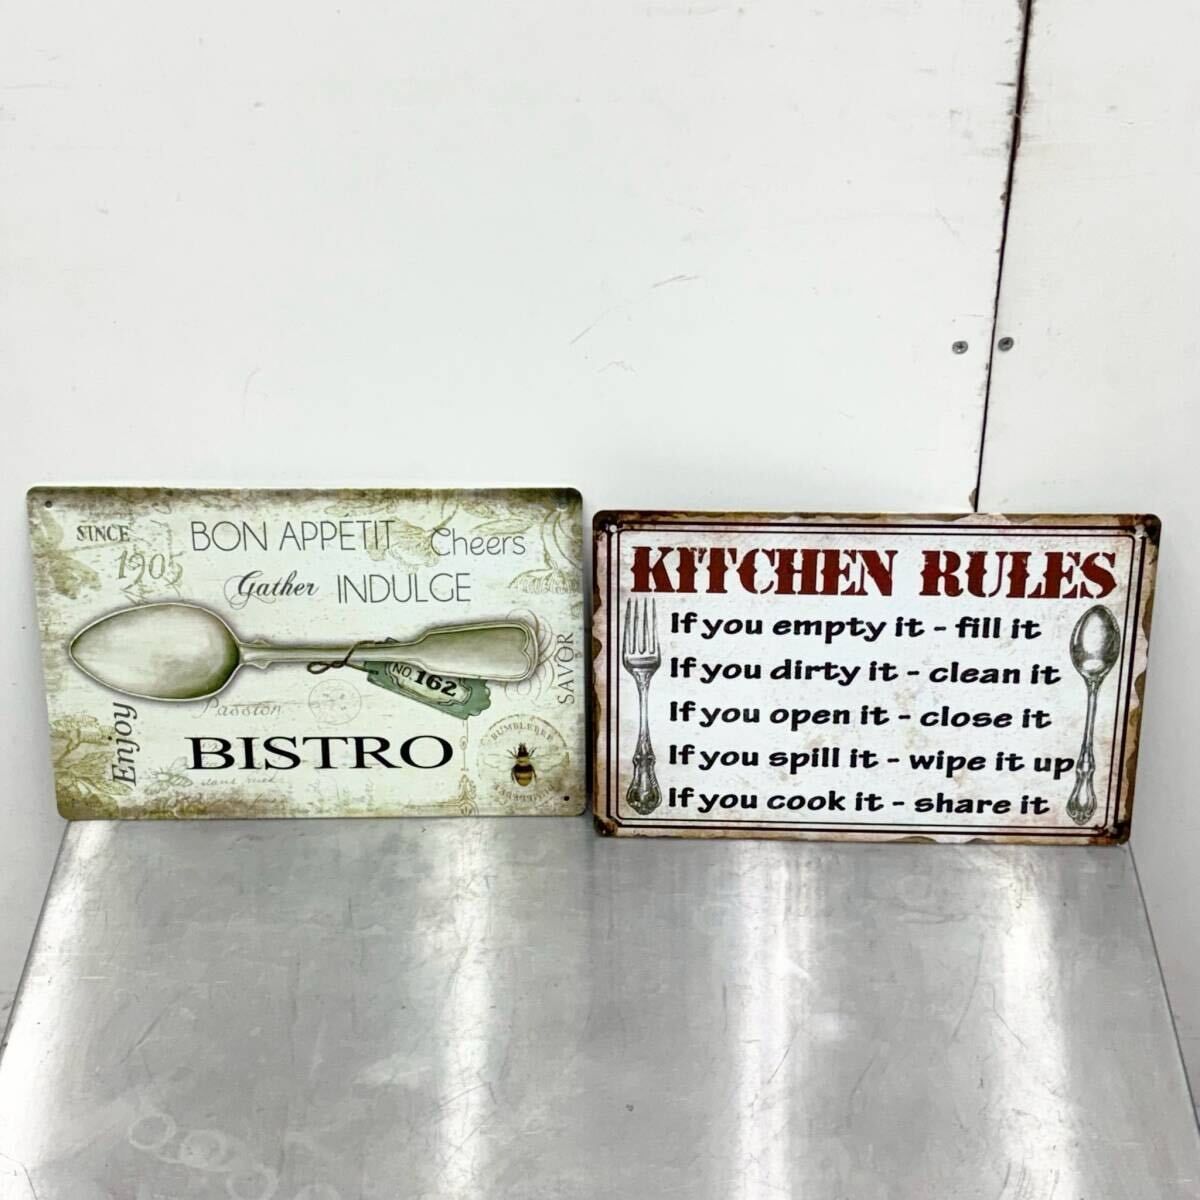 SINCE
1905
BON APPÉTIT
Cheers
Gather INDULGE
NO. 162
SAVOR
Passion
Enjoy
BISTRO
BUMBLEBEE
KITCHEN RULES
If you empty it - fill it
If you dirty it - clean it
If you open it - close it
If you spill it - wipe it up
If you cook it - share it